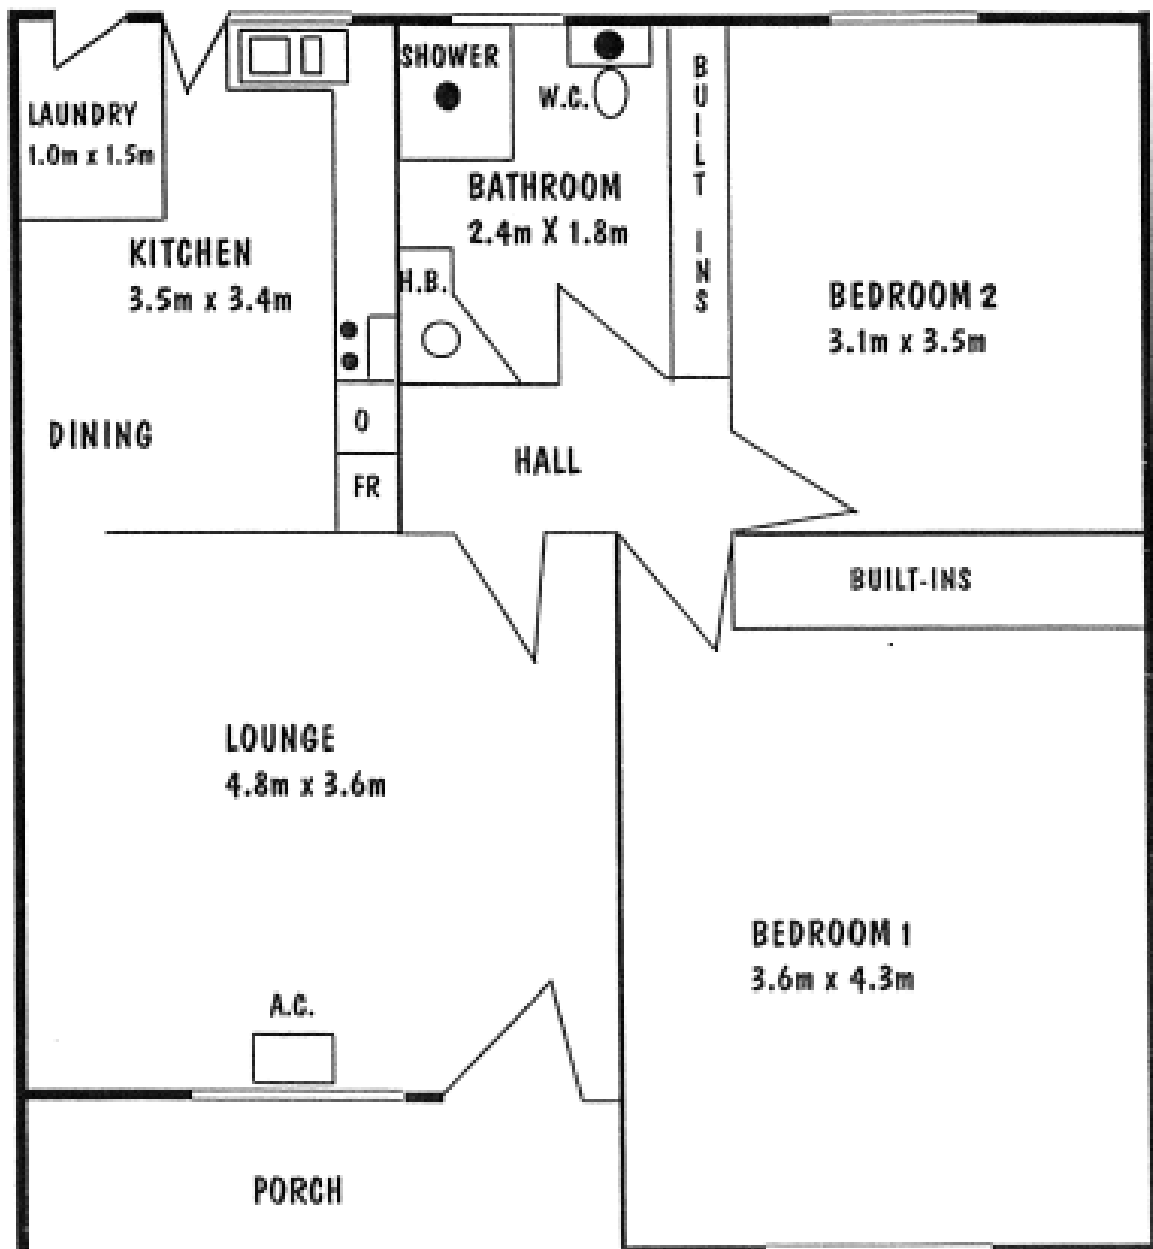 SHOWER
W.C.
BUILT INS
LAUNDRY
1.0m x 1.5m
BATHROOM
2.4m X 1.8m
KITCHEN
3.5m x 3.4m
H.B.
BEDROOM 2
3.1m x 3.5m
DINING
O
HALL
FR
BUILT-INS
LOUNGE
4.8m x 3.6m
BEDROOM 1
3.6m x 4.3m
A.C.
PORCH